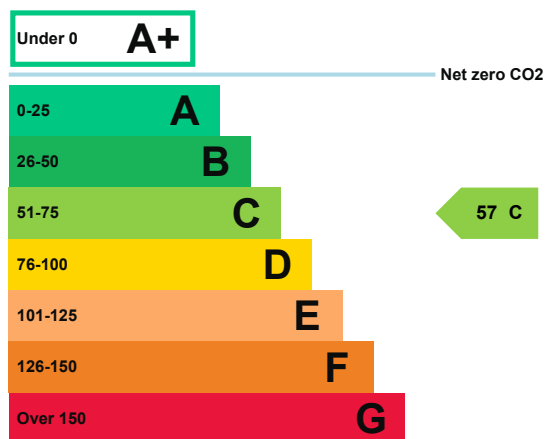 Under 0 A+
Net zero CO2
0-25 A
26-50 B
51-75 C
57 C
76-100 D
101-125 E
126-150 F
Over 150 G